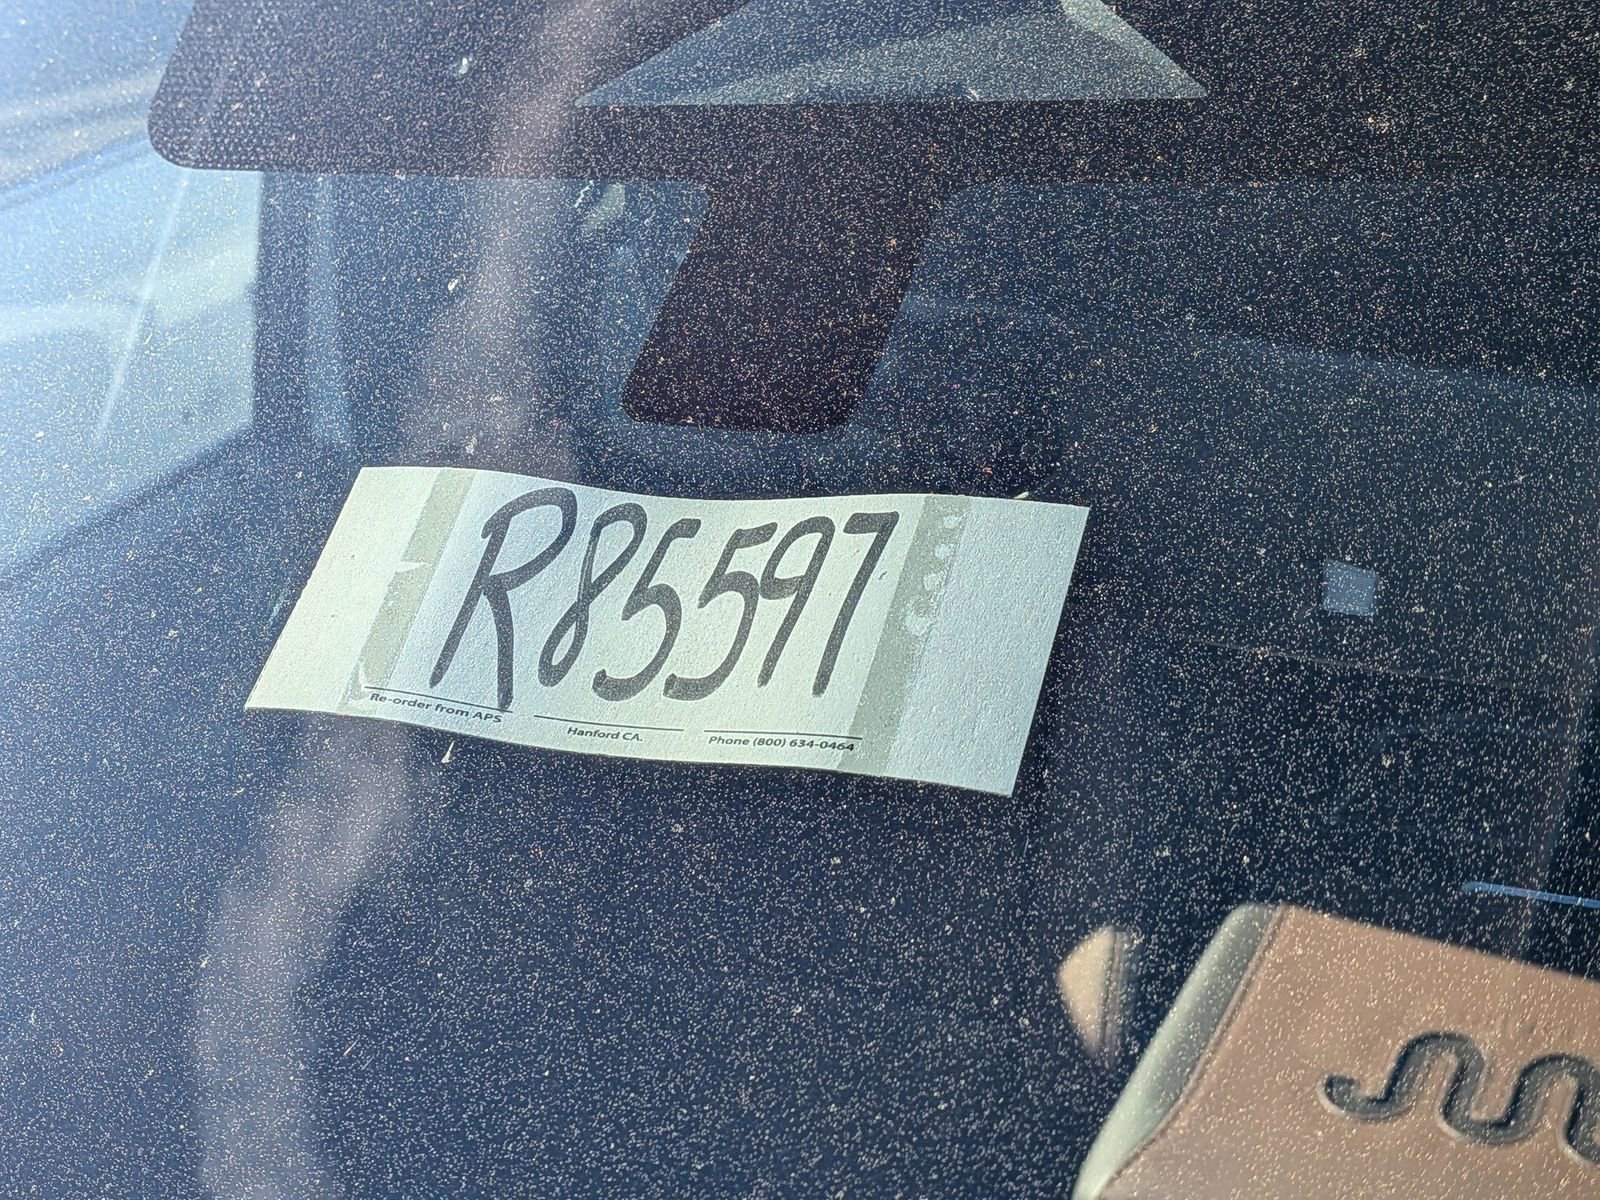 R85597
Re-order from APS
Hanford CA.
Phone (800) 634-0464